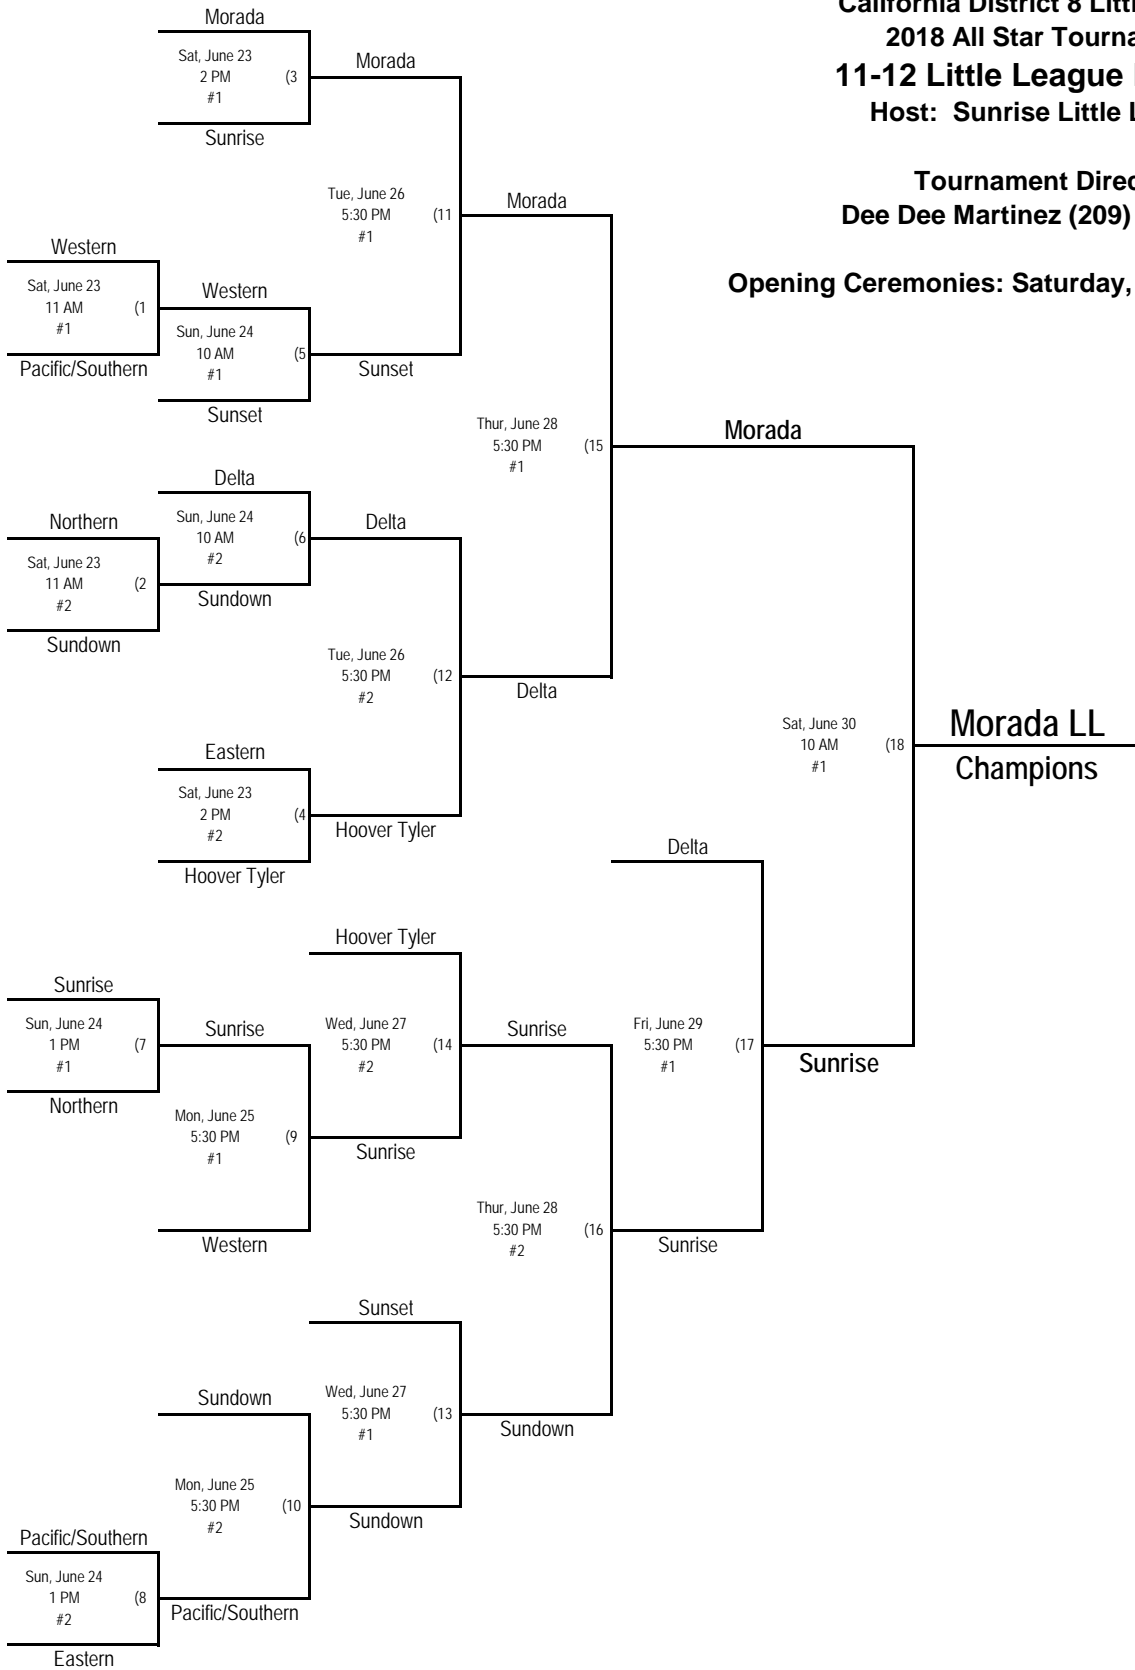 California District 8
2018 All Star
11-12 Little League
Host: Sunrise Little
Tournament
Dee Dee Martinez (209)
Opening Ceremonies: Saturday,
Morada
Sat, June 23
2 PM (3
#1
Sunrise
Morada
Tue, June 26
5:30 PM (11
#1
Morada
Western
Sat, June 23
11 AM (1
#1
Pacific/Southern
Western
Sun, June 24
10 AM (5
#1
Sunset
Sunset
Thur, June 28
5:30 PM (15
#1
Morada
Delta
Sun, June 24
10 AM (6
#2
Sundown
Delta
Northern
Sat, June 23
11 AM (2
#2
Sundown
Tue, June 26
5:30 PM (12
#2
Delta
Eastern
Sat, June 23
2 PM (4
#2
Hoover Tyler
Hoover Tyler
Sat, June 30
10 AM (18
#1
Morada LL
Champions
Delta
Hoover Tyler
Sunrise
Sun, June 24
1 PM (7
#1
Northern
Sunrise
Wed, June 27
5:30 PM (14
#2
Sunrise
Fri, June 29
5:30 PM (17
#1
Sunrise
Mon, June 25
5:30 PM (9
#1
Sunrise
Western
Thur, June 28
5:30 PM (16
#2
Sunrise
Sunset
Sundown
Wed, June 27
5:30 PM (13
#1
Sundown
Mon, June 25
5:30 PM (10
#2
Sundown
Pacific/Southern
Sun, June 24
1 PM (8
#2
Pacific/Southern
Eastern